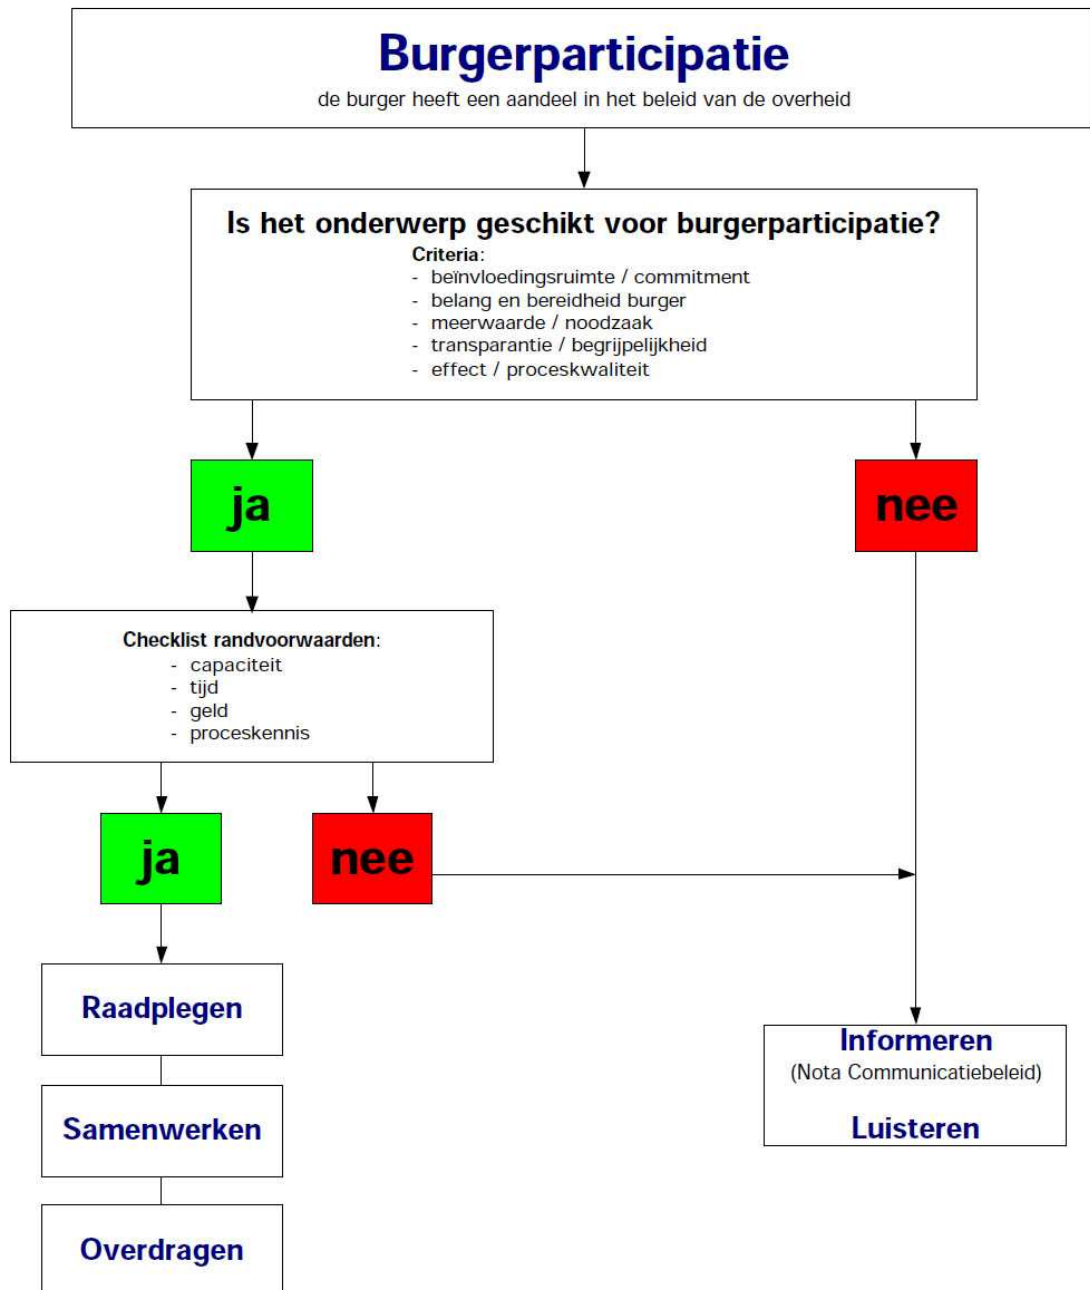 Burgerparticipatie
de burger heeft een aandeel in het beleid van de overheid
Is het onderwerp geschikt voor burgerparticipatie?
Criteria:
- beïnvloedingsruimte / commitment
- belang en bereidheid burger
- meerwaarde / noodzaak
- transparantie / begrijpelijkheid
- effect / proceskwaliteit
ja
nee
Checklist randvoorwaarden:
- capaciteit
- tijd
- geld
- proceskennis
ja
nee
Raadplegen
Samenwerken
Overdragen
Informeren
(Nota Communicatiebeleid)
Luisteren